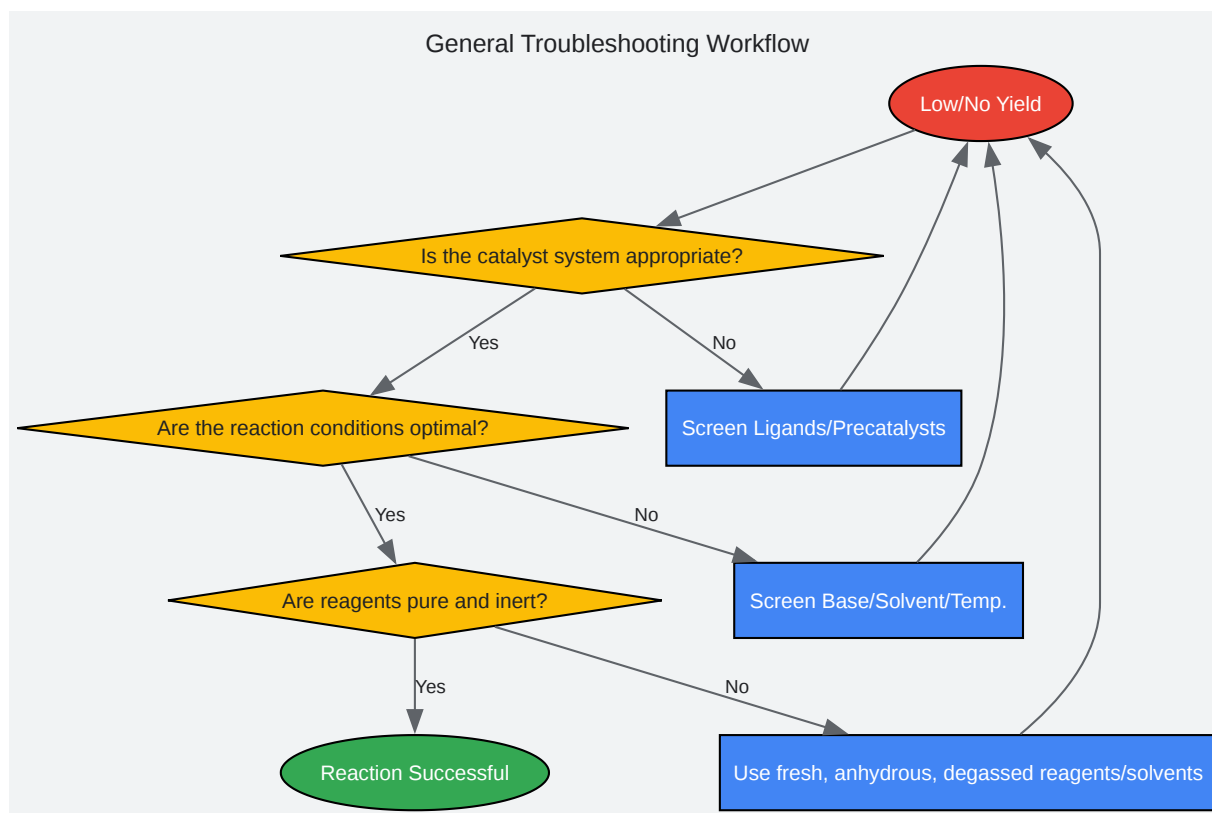 General Troubleshooting Workflow
Low/No Yield
Is the catalyst system appropriate?
Yes
No
Are the reaction conditions optimal?
Screen Ligands/Precatalysts
Yes
No
Are reagents pure and inert?
Screen Base/Solvent/Temp.
Yes
No
Reaction Successful
Use fresh, anhydrous, degassed reagents/solvents